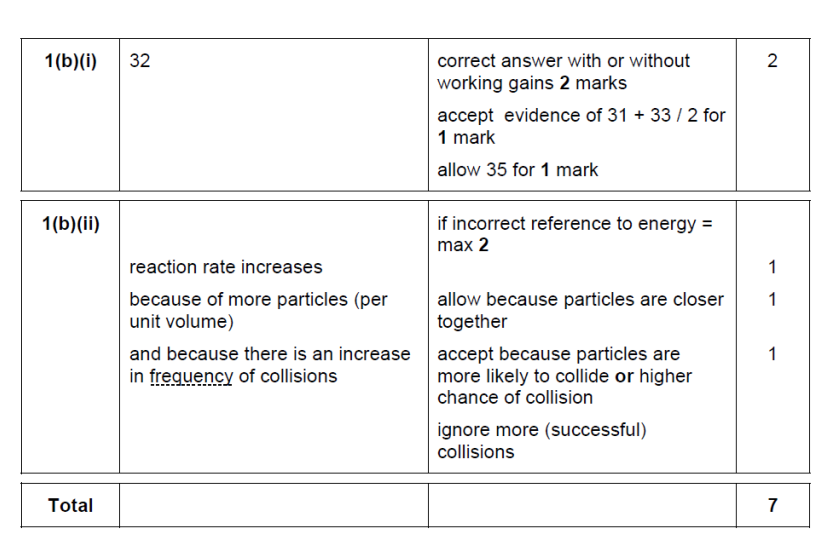 1(b)(i)
32
correct answer with or without
working gains 2 marks
2
accept evidence of 31 + 33 / 2 for
1 mark
allow 35 for 1 mark
1(b)(ii)
if incorrect reference to energy =
max 2
reaction rate increases
1
because of more particles (per
unit volume)
allow because particles are closer
together
1
and because there is an increase
in frequency of collisions
accept because particles are
more likely to collide or higher
chance of collision
1
ignore more (successful)
collisions
Total
7